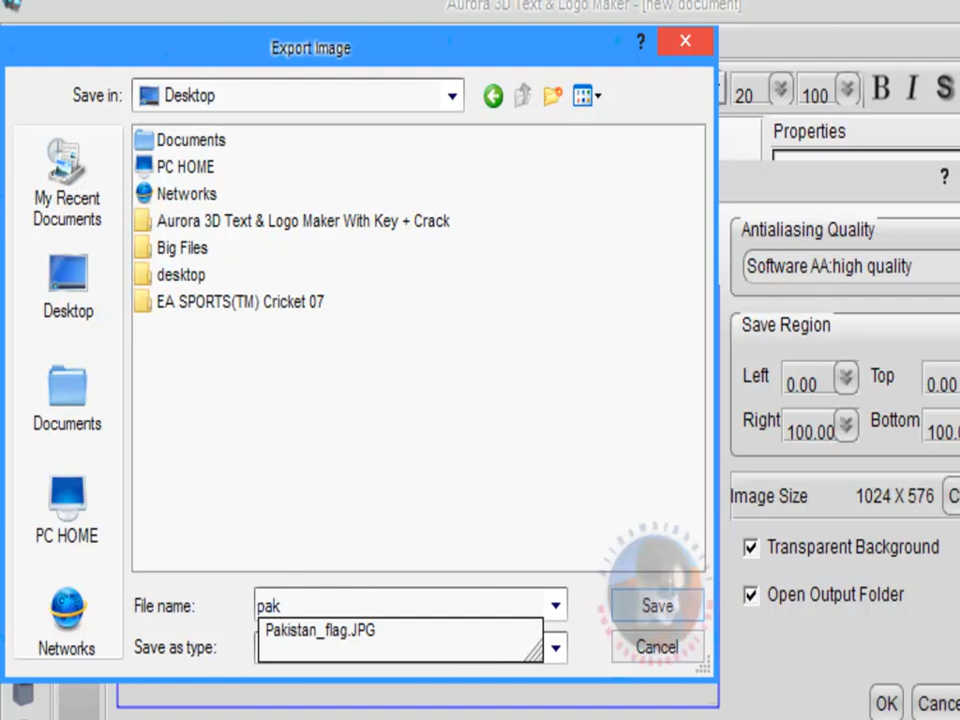 Aurora 3D Text & Logo Maker - [new document]
Export Image
?
Save in:
Desktop
20
100
B
I
S
Properties
?
My Recent
Documents
Desktop
Documents
PC HOME
Networks
Documents
PC HOME
Networks
Aurora 3D Text & Logo Maker With Key + Crack
Big Files
desktop
EA SPORTS(TM) Cricket 07
File name:
pak
Pakistan_flag.JPG
Save as type:
Save
Cancel
Antialiasing Quality
Software AA:high quality
Save Region
Left 0.00 Top 0.00
Right 100.00 Bottom 100.0
Image Size 1024 X 576 C
Transparent Background
Open Output Folder
OK Cance